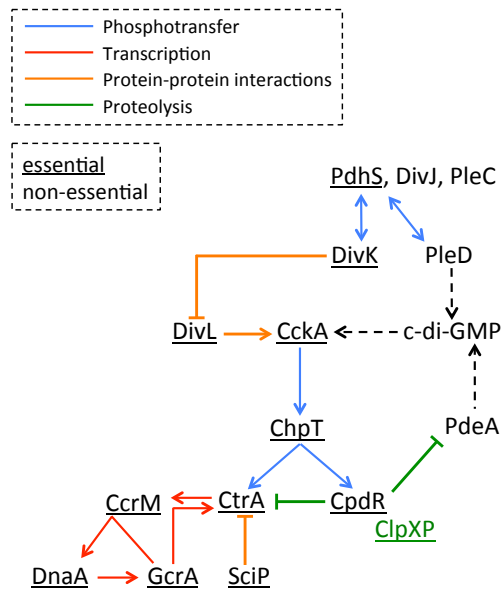 Phosphotransfer
Transcription
Protein-protein interactions
Proteolysis
essential
non-essential
PdhS, DivJ, PleC
DivK
PleD
DivL
CckA
c-di-GMP
ChpT
PdeA
CcrM
CtrA
CpdR
ClpXP
DnaA
GcrA
SciP